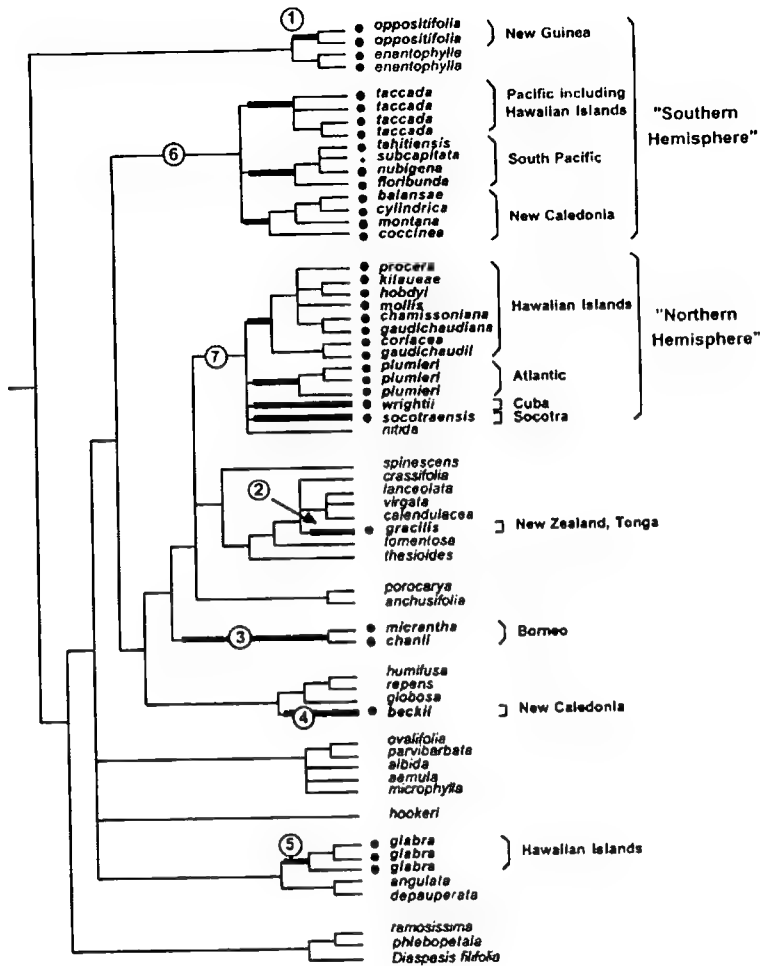 1
oppositifolia
oppositifolia
enantophylla
enantophylla
New Guinea
taccada
taccada
taccada
taccada
Pacific including
Hawaiian Islands
tahitiensis
subcapitata
nubigena
floribunda
South Pacific
balansae
cylindrica
montana
coccinea
New Caledonia
6
"Southern
Hemisphere"
procera
kilaueae
hobdyi
mollis
chamissoniana
gaudichaudiana
coriacea
gaudichaudii
Hawaiian Islands
7
plumieri
plumieri
plumieri
Atlantic
wrightii
Cuba
socotraensis
Socotra
nitida
"Northern
Hemisphere"
spinescens
crassifolia
lanceolata
virgata
calendulacea
2
gracilis
New Zealand, Tonga
tomentosa
thesioides
porocarya
anchusifolia
3
micrantha
chanii
Borneo
humifusa
repens
globosa
4
beckii
New Caledonia
ovalifolia
parvibarbata
albida
aemula
microphylla
hookeri
5
glabra
glabra
glabra
Hawaiian Islands
angulata
depauperata
ramosissima
phlebopetala
Diaspasis filifolia